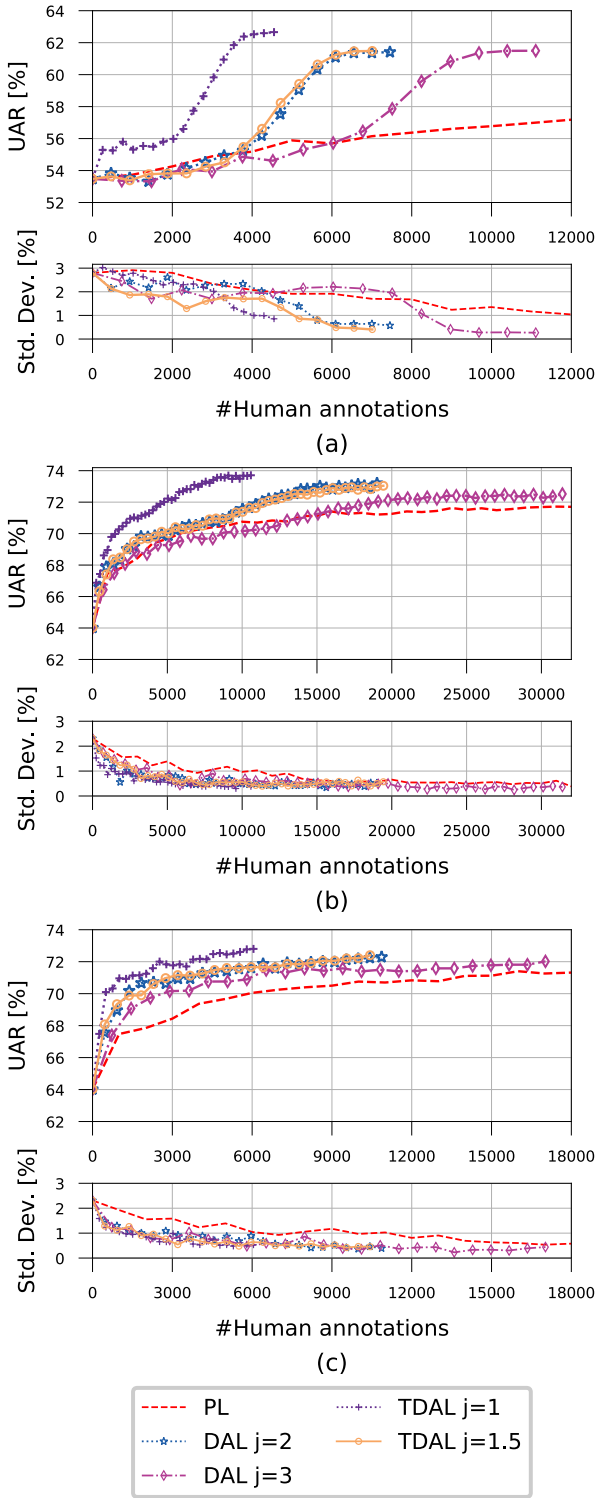 UAR [%]
64
62
60
58
56
54
52
0 2000 4000 6000 8000 10000 12000
Std. Dev. [%]
3
2
1
0
0 2000 4000 6000 8000 10000 12000
#Human annotations
(a)
UAR [%]
74
72
70
68
66
64
62
0 5000 10000 15000 20000 25000 30000
Std. Dev. [%]
3
2
1
0
0 5000 10000 15000 20000 25000 30000
#Human annotations
(b)
UAR [%]
74
72
70
68
66
64
62
0 3000 6000 9000 12000 15000 18000
Std. Dev. [%]
3
2
1
0
0 3000 6000 9000 12000 15000 18000
#Human annotations
(c)
PL TDAL j=1
DAL j=2 TDAL j=1.5
DAL j=3